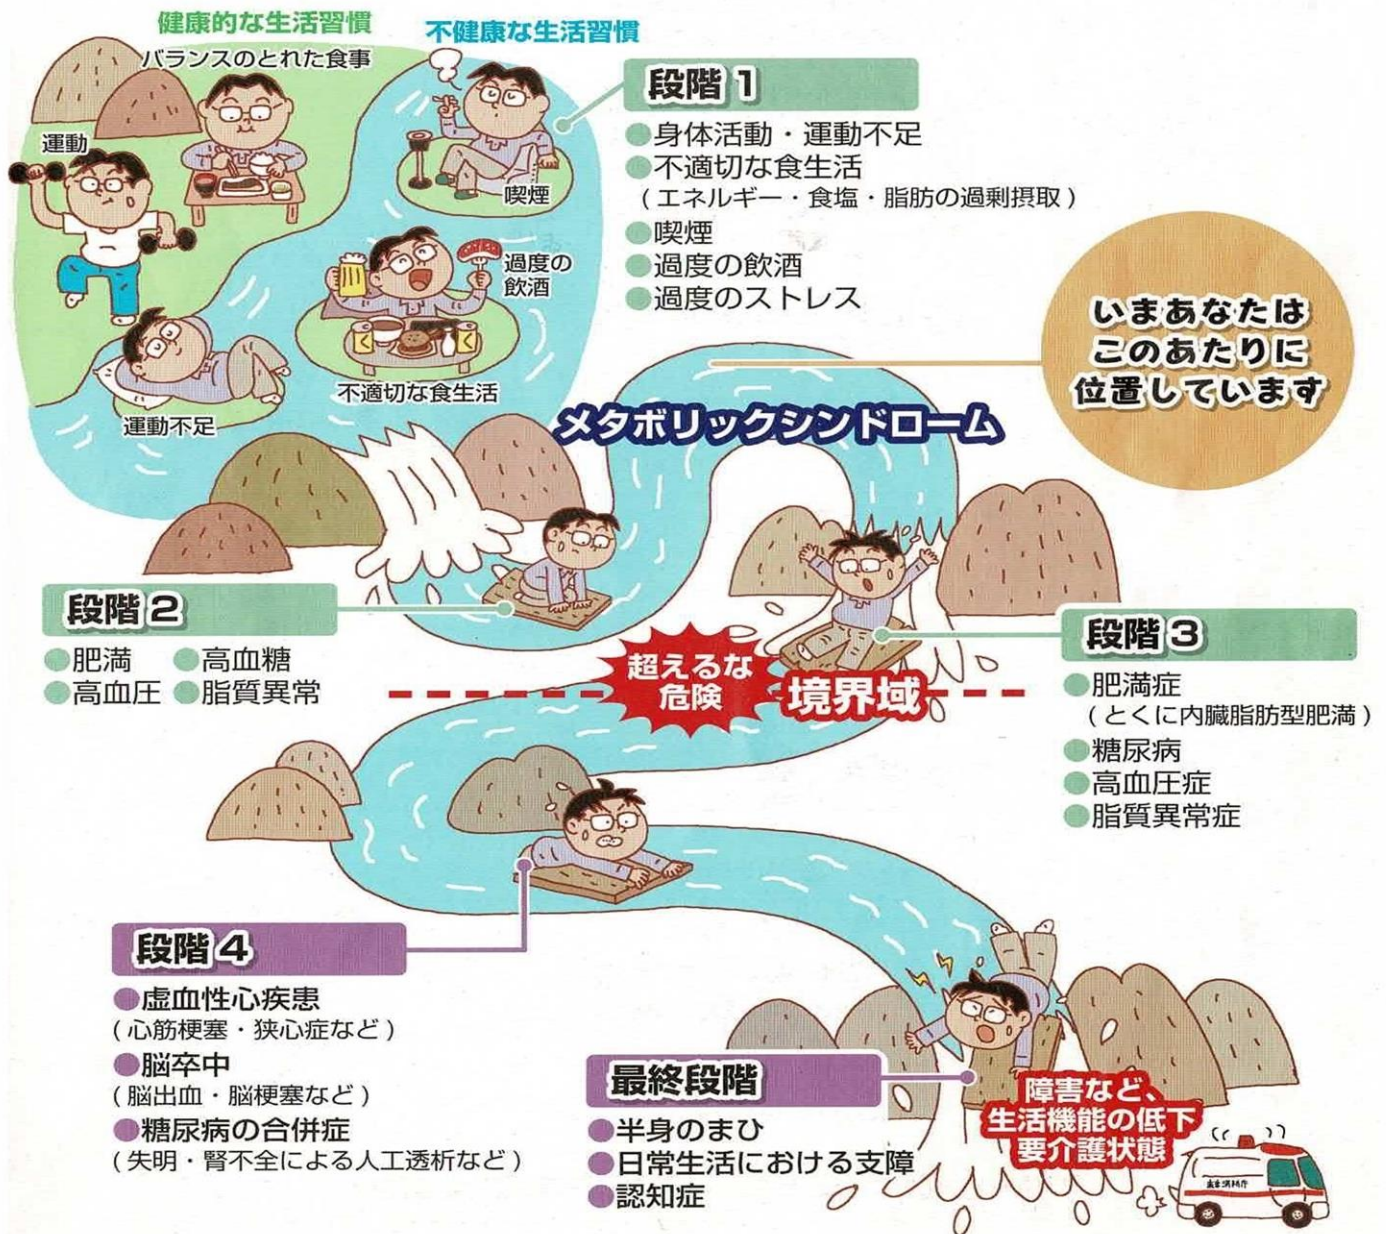 健康的な生活習慣
不健康な生活習慣
バランスのとれた食事
運動
喫煙
過度の
飲酒
不適切な食生活
運動不足
段階1
●身体活動・運動不足
●不適切な食生活
(エネルギー・食塩・脂肪の過剰摂取)
●喫煙
●過度の飲酒
●過度のストレス
いまあなたは
このあたりに
位置しています
メタボリックシンドローム
段階2
●肥満 ●高血糖
●高血圧 ●脂質異常
超えるな
危険
境界域
段階3
●肥満症
(とくに内臓脂肪型肥満)
●糖尿病
●高血圧症
●脂質異常症
段階4
●虚血性心疾患
(心筋梗塞・狭心症など)
●脳卒中
(脳出血・脳梗塞など)
●糖尿病の合併症
(失明・腎不全による人工透析など)
最終段階
●半身のまひ
●日常生活における支障
●認知症
障害など、
生活機能の低下
要介護状態